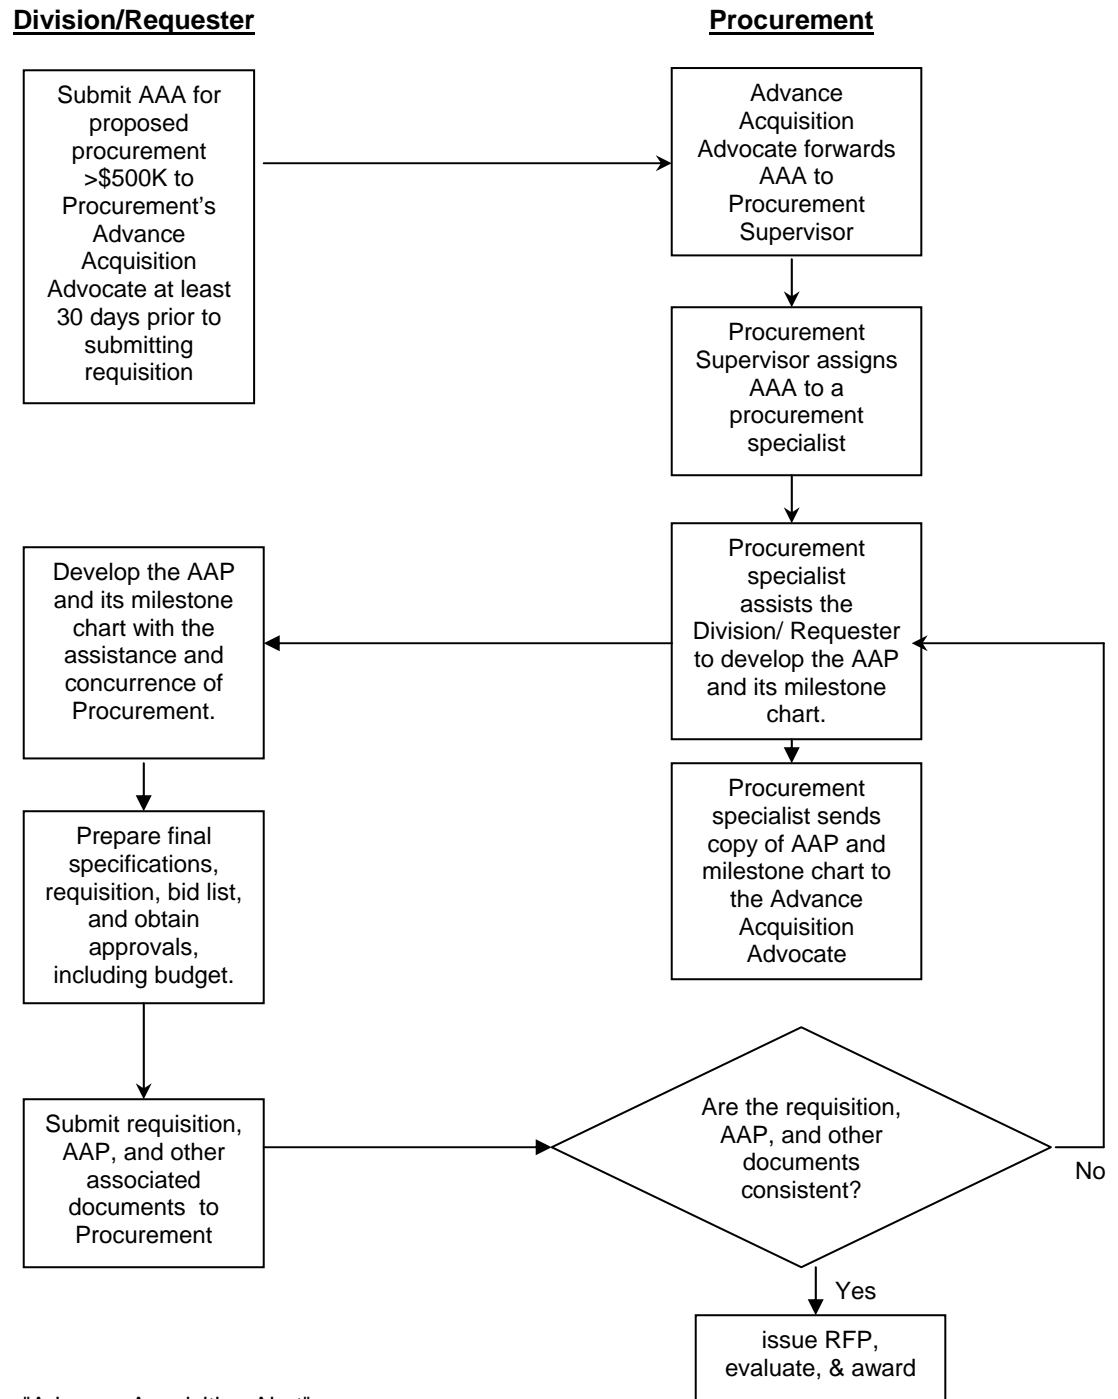 Division/Requester
Procurement
Submit AAA for
proposed
procurement
>$500K to
Procurement's
Advance
Acquisition
Advocate at least
30 days prior to
submitting
requisition
Advance
Acquisition
Advocate forwards
AAA to
Procurement
Supervisor
Procurement
Supervisor assigns
AAA to a
procurement
specialist
Procurement
specialist
assists the
Division/ Requester
to develop the AAP
and its milestone
chart.
Develop the AAP
and its milestone
chart with the
assistance and
concurrence of
Procurement.
Procurement
specialist sends
copy of AAP and
milestone chart to
the Advance
Acquisition
Advocate
Prepare final
specifications,
requisition, bid list,
and obtain
approvals,
including budget.
Submit requisition,
AAP, and other
associated
documents to
Procurement
Are the requisition,
AAP, and other
documents
consistent?
No
Yes
issue RFP,
evaluate, & award